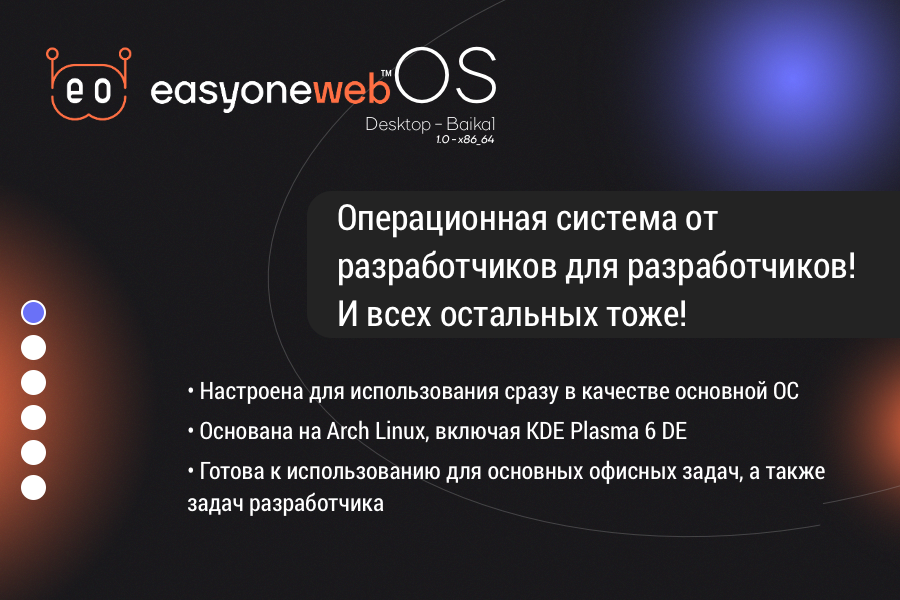 eo easyoneweb™OS
Desktop - Baikal
1.0 - x86_64
Операционная система от
разработчиков для разработчиков!
И всех остальных тоже!
• Настроена для использования сразу в качестве основной ОС
• Основана на Arch Linux, включая KDE Plasma 6 DE
• Готова к использованию для основных офисных задач, а также
задач разработчика